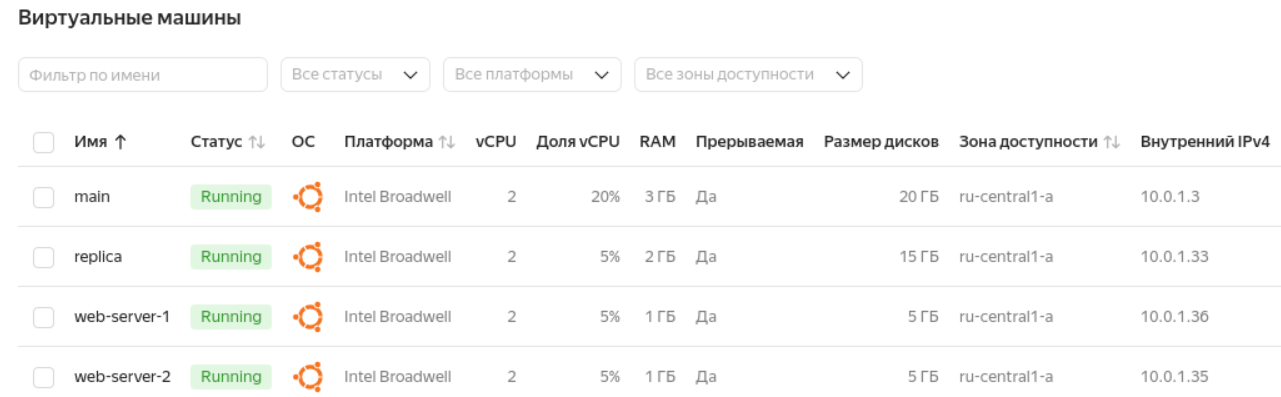 Виртуальные машины
Фильтр по имени Все статусы Все платформы Все зоны доступности
Имя ↑ Статус ↑↓ ОС Платформа ↑↓ vCPU Доля vCPU RAM Прерываемая Размер дисков Зона доступности ↑↓ Внутренний IPv4
main Running Intel Broadwell 2 20% 3 ГБ Да 20 ГБ ru-central1-a 10.0.1.3
replica Running Intel Broadwell 2 5% 2 ГБ Да 15 ГБ ru-central1-a 10.0.1.33
web-server-1 Running Intel Broadwell 2 5% 1 ГБ Да 5 ГБ ru-central1-a 10.0.1.36
web-server-2 Running Intel Broadwell 2 5% 1 ГБ Да 5 ГБ ru-central1-a 10.0.1.35